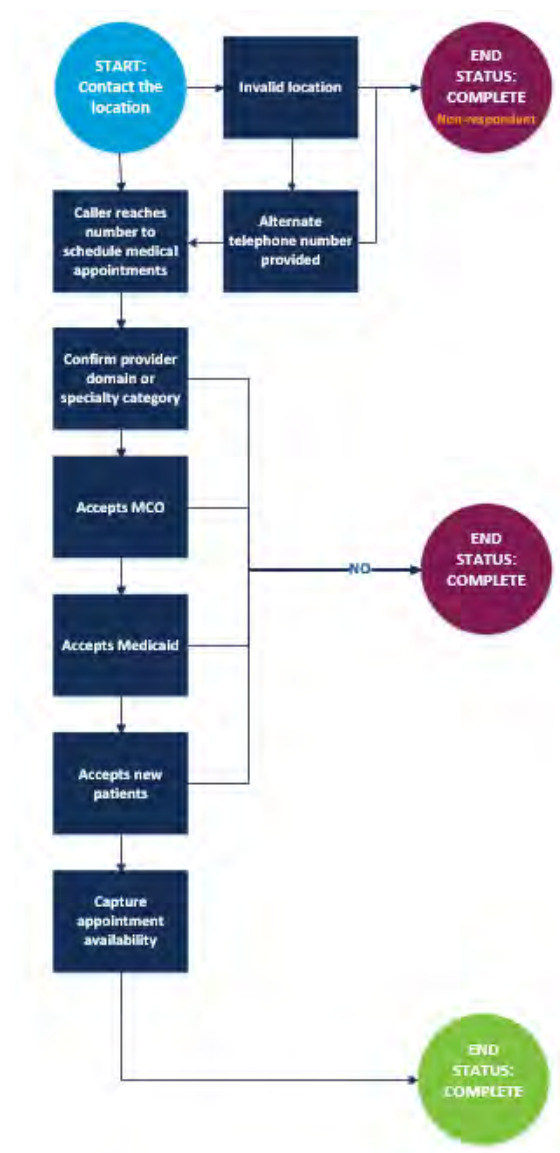 START:
Contact the
location
Invalid location
END
STATUS:
COMPLETE
Non-respondent
Caller reaches
number to
schedule medical
appointments
Alternate
telephone number
provided
Confirm provider
domain or
specialty category
Accepts MCO
NO
END
STATUS:
COMPLETE
Accepts Medicaid
Accepts new
patients
Capture
appointment
availability
END
STATUS:
COMPLETE